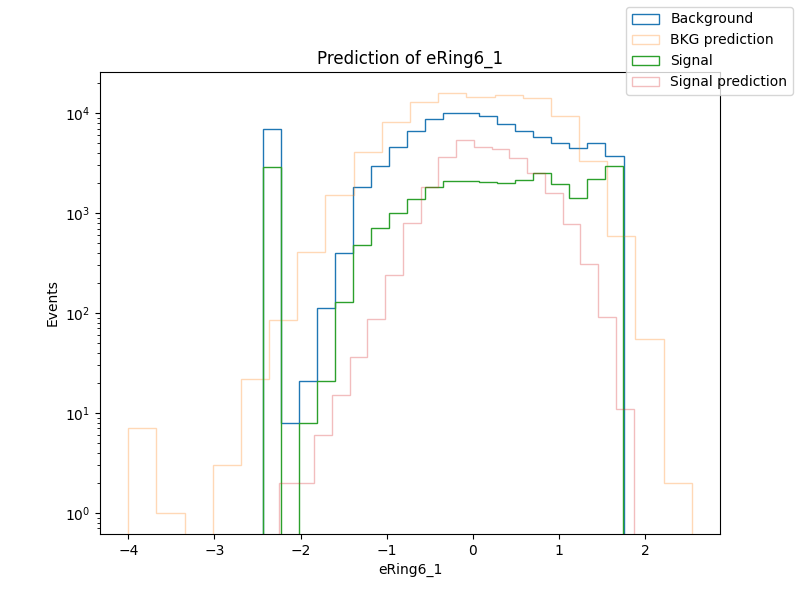 Background
BKG prediction
Signal
Signal prediction
Prediction of eRing6_1
10⁴
10³
10²
10¹
10⁰
Events
−4
−3
−2
−1
0
1
2
eRing6_1